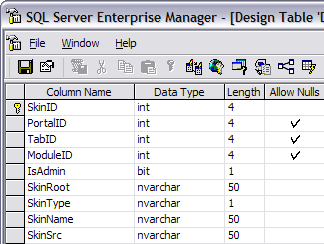 SQL Server Enterprise Manager - [Design Table '
File Window Help
Column Name Data Type Length Allow Nulls
SkinID int 4
PortalID int 4
TabID int 4
ModuleID int 4
IsAdmin bit 1
SkinRoot nvarchar 50
SkinType nvarchar 1
SkinName nvarchar 50
SkinSrc nvarchar 50